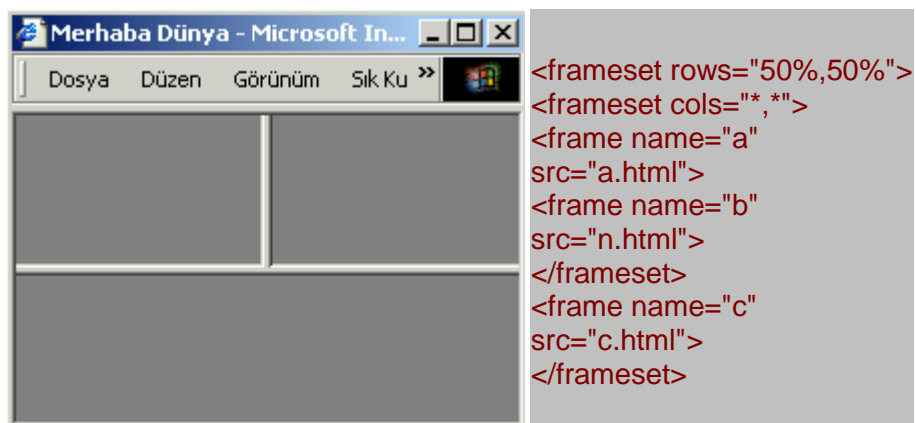 Merhaba Dünya - Microsoft In...
Dosya Düzen Görünüm Sık Ku »
<frameset rows="50%,50%">
<frameset cols="*,*">
<frame name="a"
src="a.html">
<frame name="b"
src="n.html">
</frameset>
<frame name="c"
src="c.html">
</frameset>